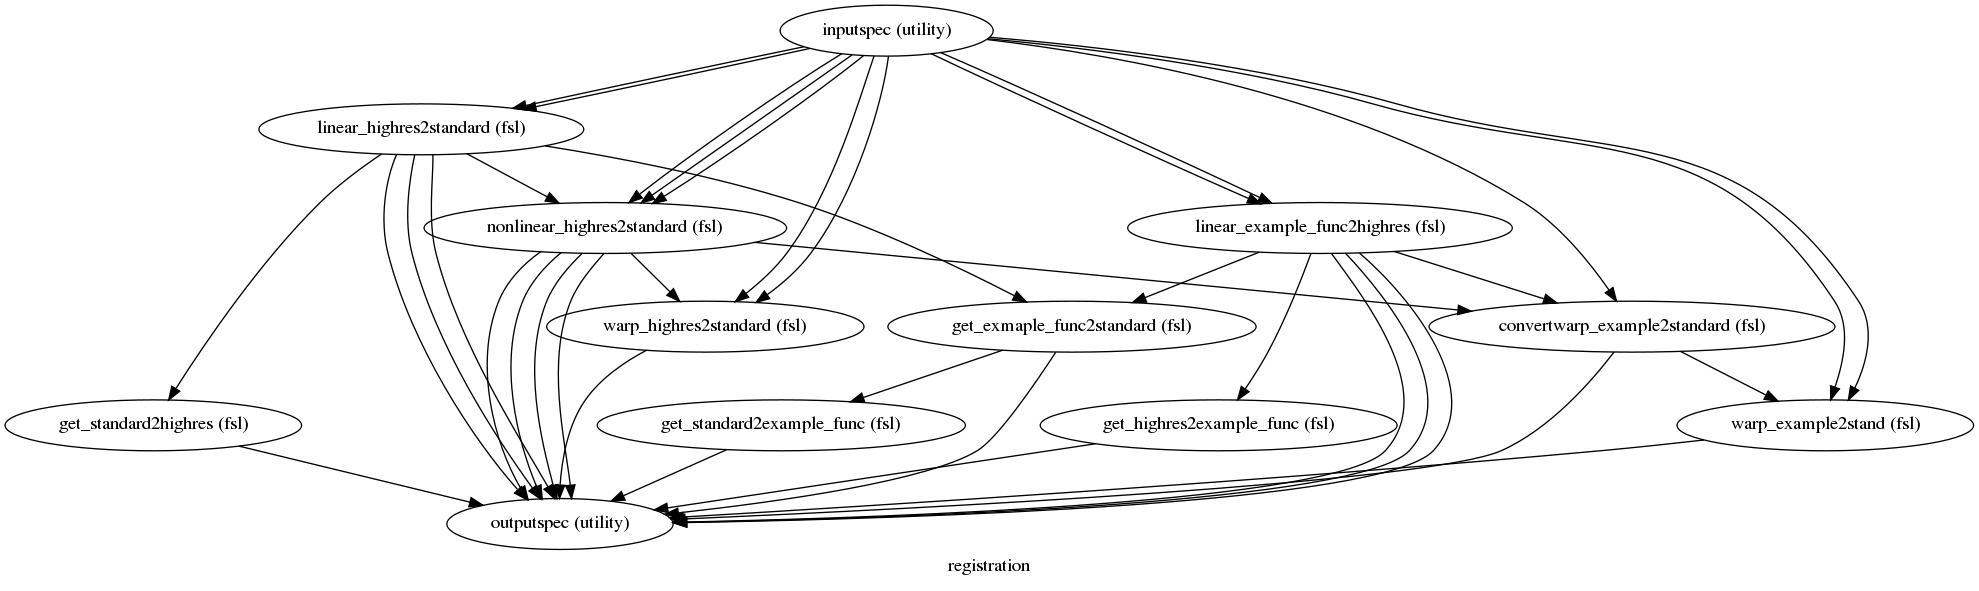 inputspec (utility)
linear_highres2standard (fsl)
nonlinear_highres2standard (fsl)
linear_example_func2highres (fsl)
warp_highres2standard (fsl)
get_exmaple_func2standard (fsl)
convertwarp_example2standard (fsl)
get_standard2highres (fsl)
get_standard2example_func (fsl)
get_highres2example_func (fsl)
warp_example2stand (fsl)
outputspec (utility)
registration